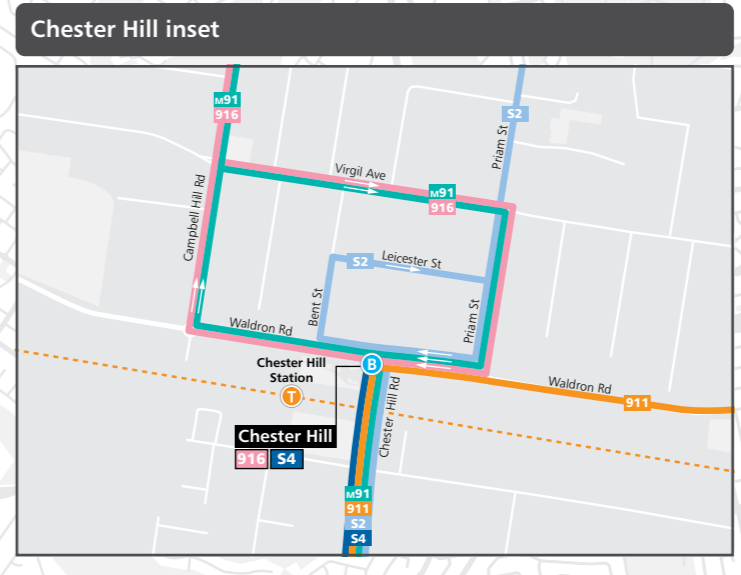 Chester Hill inset
M91
916
S2
Priam St
Virgil Ave
M91
916
Campbell Hill Rd
S2
Leicester St
Bent St
Priam St
Waldron Rd
B
Chester Hill
Station
T
Waldron Rd
911
Chester Hill Rd
Chester Hill
916 S4
M91
911
S2
S4